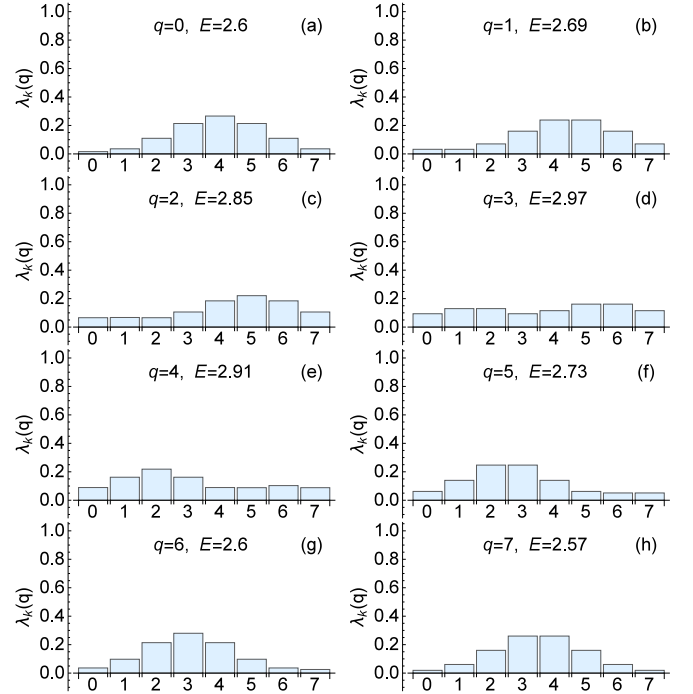 q=0, E=2.6 (a)
λk(q)
1.0
0.8
0.6
0.4
0.2
0.0
0 1 2 3 4 5 6 7
q=1, E=2.69 (b)
λk(q)
1.0
0.8
0.6
0.4
0.2
0.0
0 1 2 3 4 5 6 7
q=2, E=2.85 (c)
λk(q)
1.0
0.8
0.6
0.4
0.2
0.0
0 1 2 3 4 5 6 7
q=3, E=2.97 (d)
λk(q)
1.0
0.8
0.6
0.4
0.2
0.0
0 1 2 3 4 5 6 7
q=4, E=2.91 (e)
λk(q)
1.0
0.8
0.6
0.4
0.2
0.0
0 1 2 3 4 5 6 7
q=5, E=2.73 (f)
λk(q)
1.0
0.8
0.6
0.4
0.2
0.0
0 1 2 3 4 5 6 7
q=6, E=2.6 (g)
λk(q)
1.0
0.8
0.6
0.4
0.2
0.0
0 1 2 3 4 5 6 7
q=7, E=2.57 (h)
λk(q)
1.0
0.8
0.6
0.4
0.2
0.0
0 1 2 3 4 5 6 7